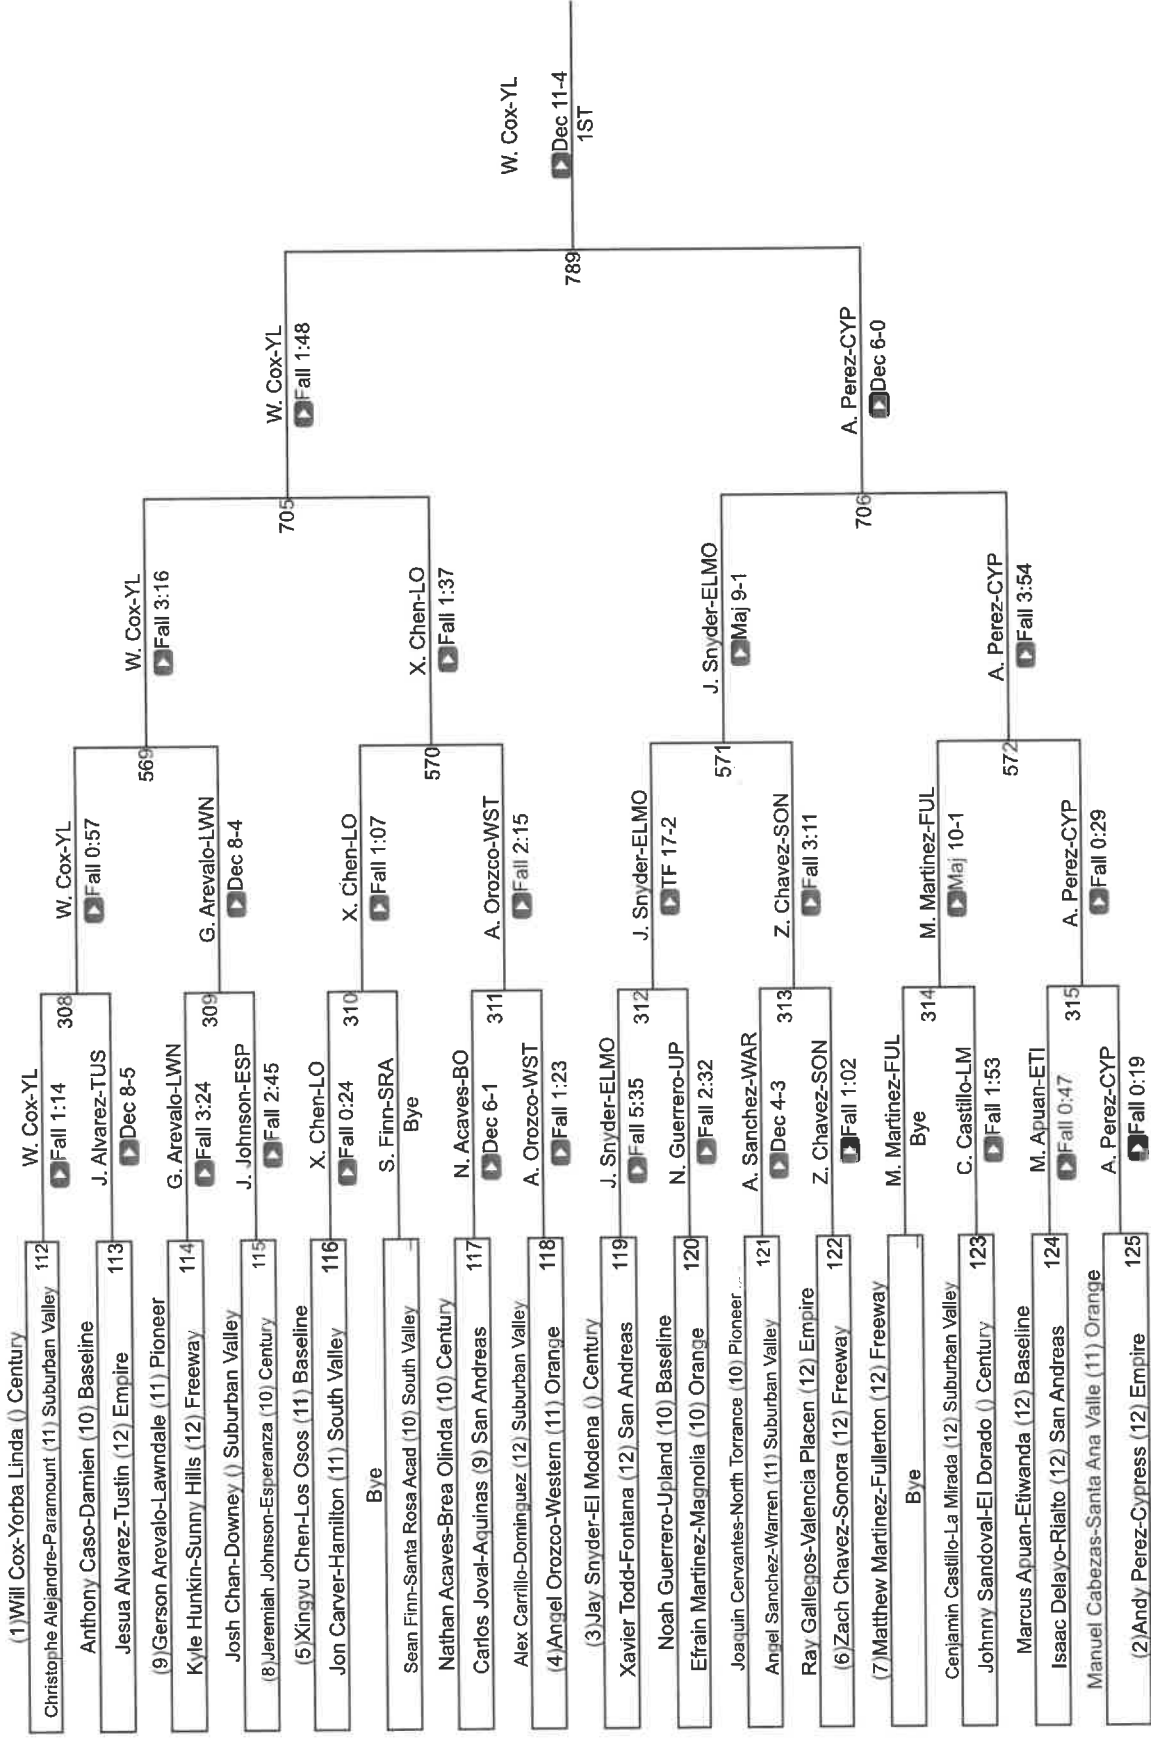 (1)Will Cox-Yorba Linda () Century
112
Christophe Alejandre-Paramount (11) Suburban Valley
Anthony Caso-Damien (10) Baseline
113
Jesua Alvarez-Tustin (12) Empire
(9)Gerson Arevalo-Lawndale (11) Pioneer
114
Kyle Hunkin-Sunny Hills (12) Freeway
Josh Chan-Downey () Suburban Valley
115
(8)Jeremiah Johnson-Esperanza (10) Century
(5)Xingyu Chen-Los Osos (11) Baseline
116
Jon Carver-Hamilton (11) South Valley
Bye
Sean Finn-Santa Rosa Acad (10) South Valley
Nathan Acaves-Brea Olinda (10) Century
117
Carlos Joval-Aquinas (9) San Andreas
Alex Carrillo-Dominguez (12) Suburban Valley
118
(4)Angel Orozco-Western (11) Orange
(3)Jay Snyder-El Modena () Century
119
Xavier Todd-Fontana (12) San Andreas
Noah Guerrero-Upland (10) Baseline
120
Efrain Martinez-Magnolia (10) Orange
Joaquin Cervantes-North Torrance (10) Pioneer
121
Angel Sanchez-Warren (11) Suburban Valley
Ray Gallegos-Valencia Placen (12) Empire
122
(6)Zach Chavez-Sonora (12) Freeway
(7)Matthew Martinez-Fullerton (12) Freeway
Bye
Cenjamin Castillo-La Mirada (12) Suburban Valley
123
Johnny Sandoval-El Dorado () Century
Marcus Apuan-Etiwanda (12) Baseline
124
Isaac Delayo-Rialto (12) San Andreas
Manuel Cabezas-Santa Ana Valle (11) Orange
125
(2)Andy Perez-Cypress (12) Empire
W. Cox-YL
Fall 1:14
308
J. Alvarez-TUS
Dec 8-5
G. Arevalo-LWN
Fall 3:24
309
J. Johnson-ESP
Fall 2:45
X. Chen-LO
Fall 0:24
310
S. Finn-SRA
Bye
N. Acaves-BO
Dec 6-1
311
A. Orozco-WST
Fall 1:23
J. Snyder-ELMO
Fall 5:35
312
N. Guerrero-UP
Fall 2:32
A. Sanchez-WAR
Dec 4-3
313
Z. Chavez-SON
Fall 1:02
M. Martinez-FUL
Bye
314
C. Castillo-LM
Fall 1:53
M. Apuan-ETI
Fall 0:47
315
A. Perez-CYP
Fall 0:19
W. Cox-YL
Fall 0:57
569
G. Arevalo-LWN
Dec 8-4
X. Chen-LO
Fall 1:07
570
A. Orozco-WST
Fall 2:15
J. Snyder-ELMO
TF 17-2
571
Z. Chavez-SON
Fall 3:11
M. Martinez-FUL
Maj 10-1
572
A. Perez-CYP
Fall 0:29
W. Cox-YL
Fall 3:16
705
X. Chen-LO
Fall 1:37
J. Snyder-ELMO
Maj 9-1
706
A. Perez-CYP
Fall 3:54
W. Cox-YL
Fall 1:48
789
A. Perez-CYP
Dec 6-0
W. Cox-YL
Dec 11-4
1ST